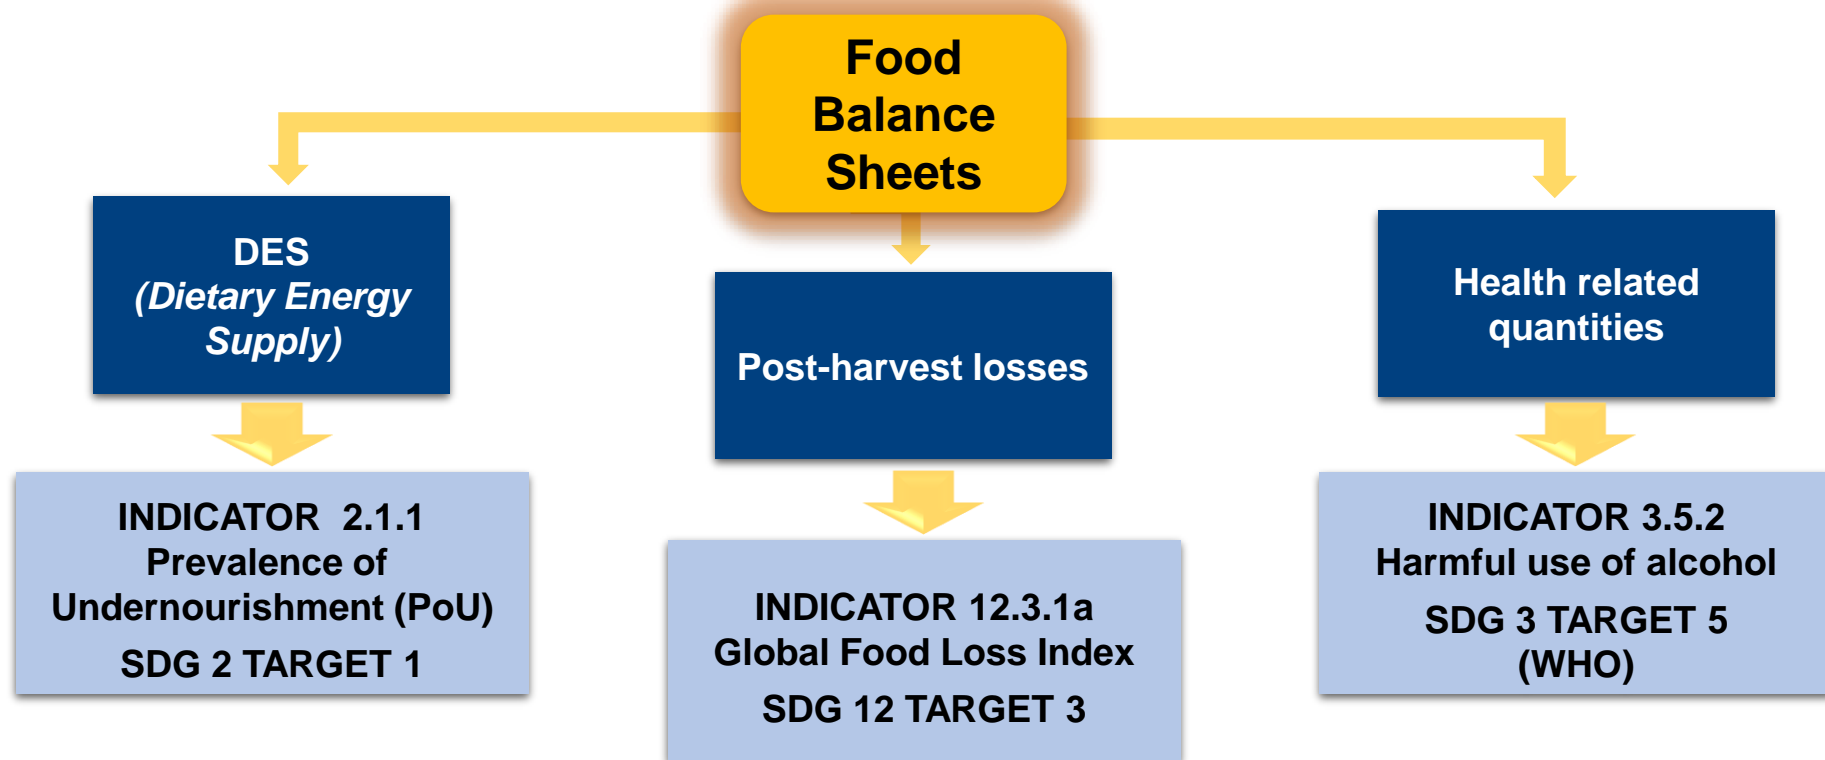 Food
Balance
Sheets
DES
(Dietary Energy
Supply)
Post-harvest losses
Health related
quantities
INDICATOR 2.1.1
Prevalence of
Undernourishment (PoU)
SDG 2 TARGET 1
INDICATOR 12.3.1a
Global Food Loss Index
SDG 12 TARGET 3
INDICATOR 3.5.2
Harmful use of alcohol
SDG 3 TARGET 5
(WHO)